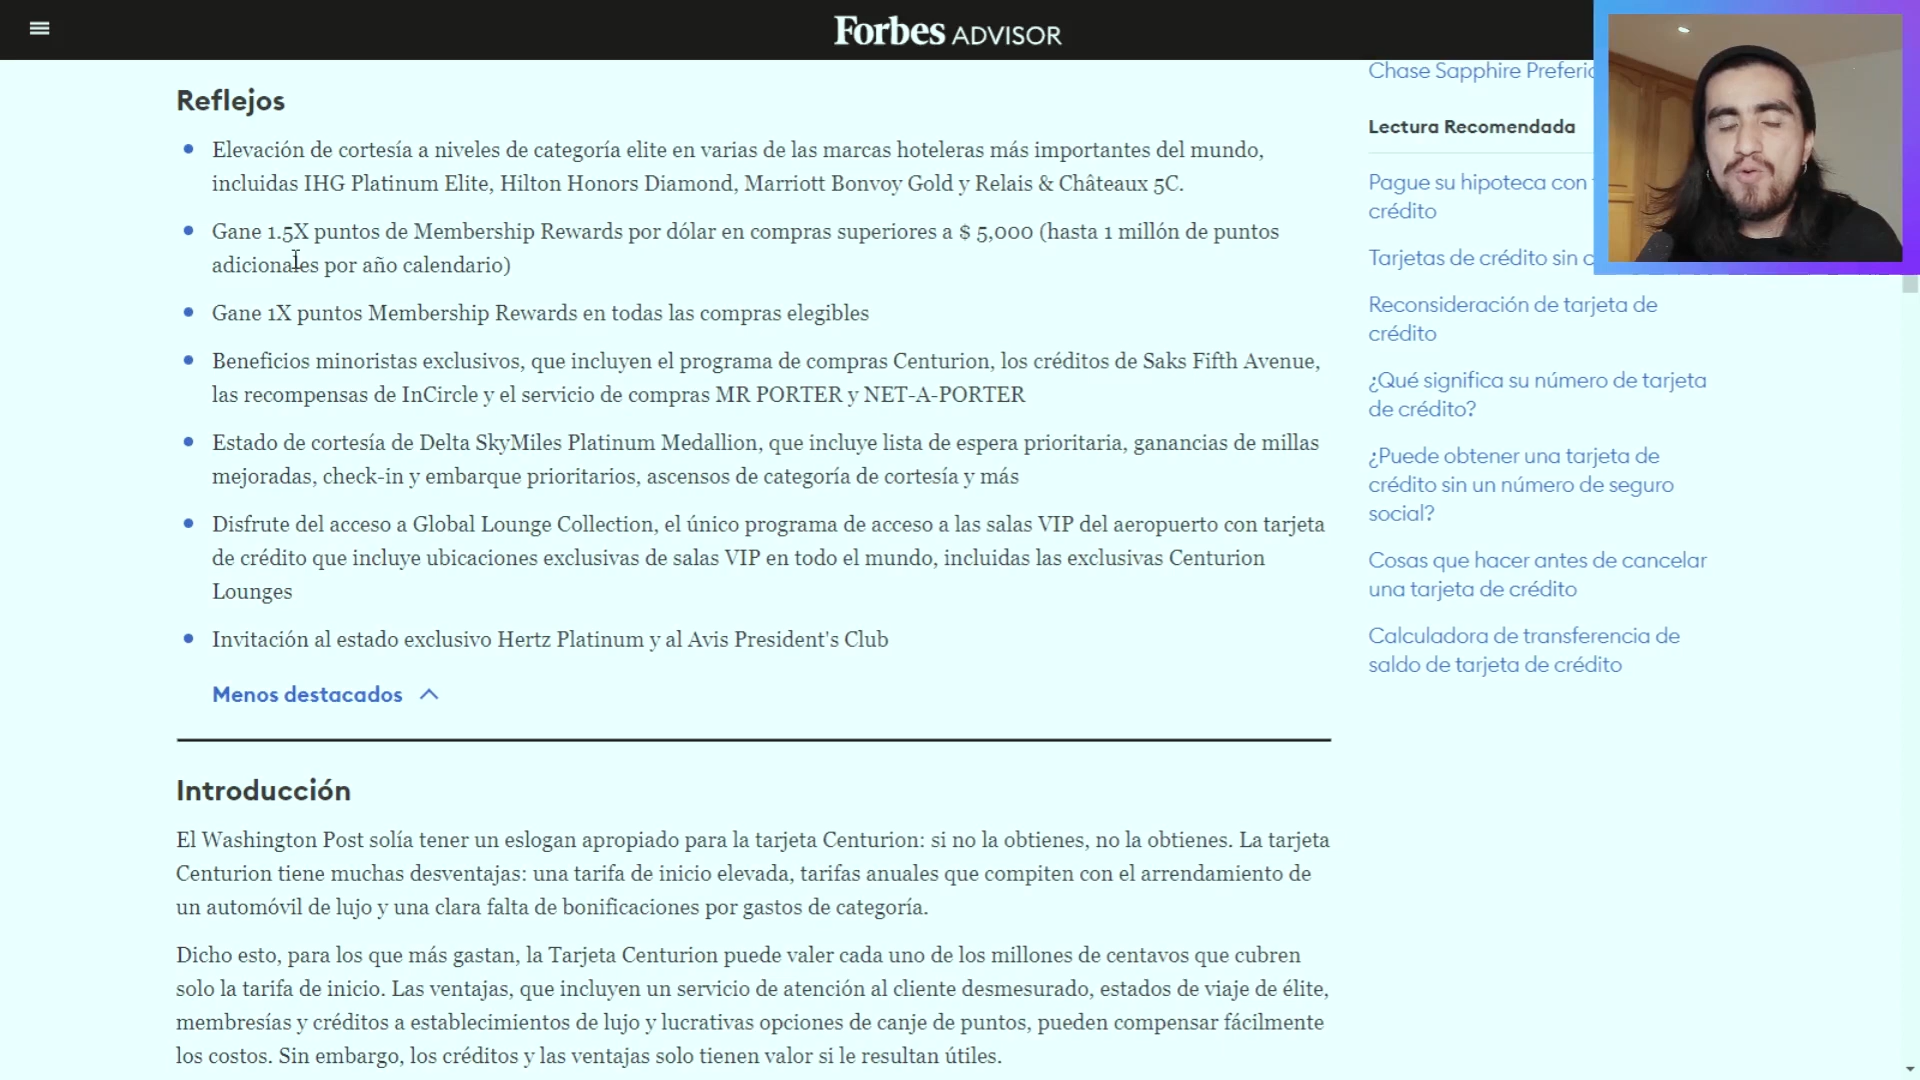 Forbes ADVISOR
Reflejos
Elevación de cortesía a niveles de categoría elite en varias de las marcas hoteleras más importantes del mundo,
incluidas IHG Platinum Elite, Hilton Honors Diamond, Marriott Bonvoy Gold y Relais & Châteaux 5C.
Gane 1.5X puntos de Membership Rewards por dólar en compras superiores a $ 5,000 (hasta 1 millón de puntos
adicionales por año calendario)
Gane 1X puntos Membership Rewards en todas las compras elegibles
Beneficios minoristas exclusivos, que incluyen el programa de compras Centurion, los créditos de Saks Fifth Avenue,
las recompensas de InCircle y el servicio de compras MR PORTER y NET-A-PORTER
Estado de cortesía de Delta SkyMiles Platinum Medallion, que incluye lista de espera prioritaria, ganancias de millas
mejoradas, check-in y embarque prioritarios, ascensos de categoría de cortesía y más
Disfrute del acceso a Global Lounge Collection, el único programa de acceso a las salas VIP del aeropuerto con tarjeta
de crédito que incluye ubicaciones exclusivas de salas VIP en todo el mundo, incluidas las exclusivas Centurion
Lounges
Invitación al estado exclusivo Hertz Platinum y al Avis President's Club
Menos destacados
Introducción
El Washington Post solía tener un eslogan apropiado para la tarjeta Centurion: si no la obtienes, no la obtienes. La tarjeta
Centurion tiene muchas desventajas: una tarifa de inicio elevada, tarifas anuales que compiten con el arrendamiento de
un automóvil de lujo y una clara falta de bonificaciones por gastos de categoría.
Dicho esto, para los que más gastan, la Tarjeta Centurion puede valer cada uno de los millones de centavos que cubren
solo la tarifa de inicio. Las ventajas, que incluyen un servicio de atención al cliente desmesurado, estados de viaje de élite,
membresías y créditos a establecimientos de lujo y lucrativas opciones de canje de puntos, pueden compensar fácilmente
los costos. Sin embargo, los créditos y las ventajas solo tienen valor si le resultan útiles.
Chase Sapphire
Lectura Recomendada
Pague su hipoteca con
crédito
Tarjetas de crédito sin
Reconsideración de tarjeta de
crédito
¿Qué significa su número de tarjeta
de crédito?
¿Puede obtener una tarjeta de
crédito sin un número de seguro
social?
Cosas que hacer antes de cancelar
una tarjeta de crédito
Calculadora de transferencia de
saldo de tarjeta de crédito